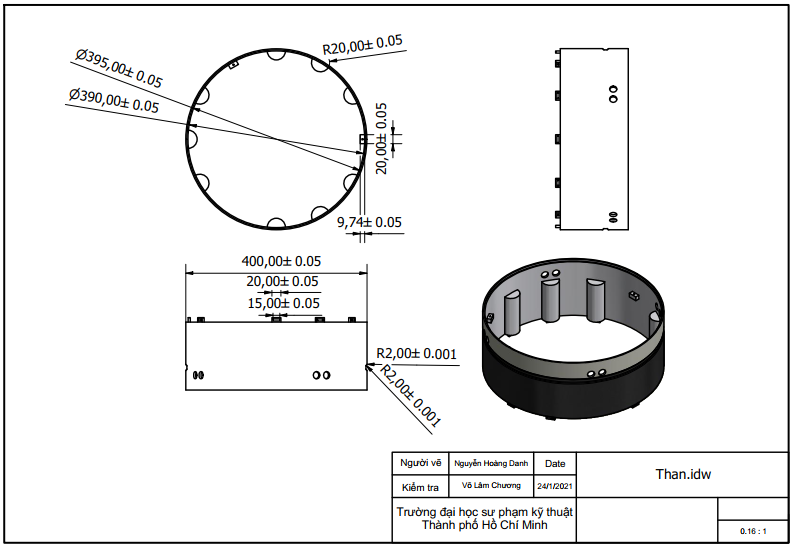 R20,00± 0.05
Ø395,00± 0.05
Ø390,00± 0.05
20,00± 0.05
9,74± 0.05
400,00± 0.05
20,00± 0.05
15,00± 0.05
R2,00± 0.001
R2,00± 0.001
Người vẽ Nguyễn Hoàng Danh Date
Kiểm tra Võ Lâm Chương 24/1/2021
Than.idw
Trường đại học sư phạm kỹ thuật
Thành phố Hồ Chí Minh
0.16 : 1